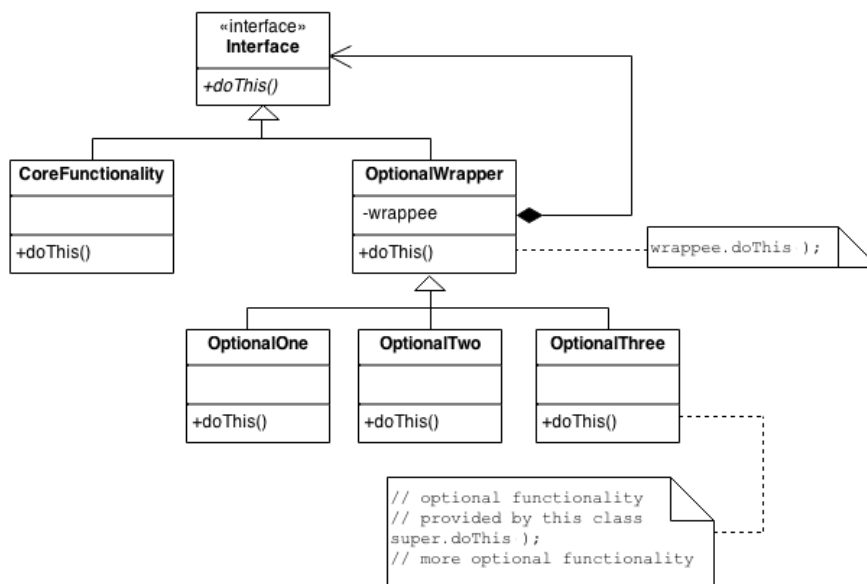 «interface»
Interface
+doThis()
CoreFunctionality
+doThis()
OptionalWrapper
-wrappee
+doThis()
wrappee.doThis );
OptionalOne
+doThis()
OptionalTwo
+doThis()
OptionalThree
+doThis()
// optional functionality
// provided by this class
super.doThis );
// more optional functionality